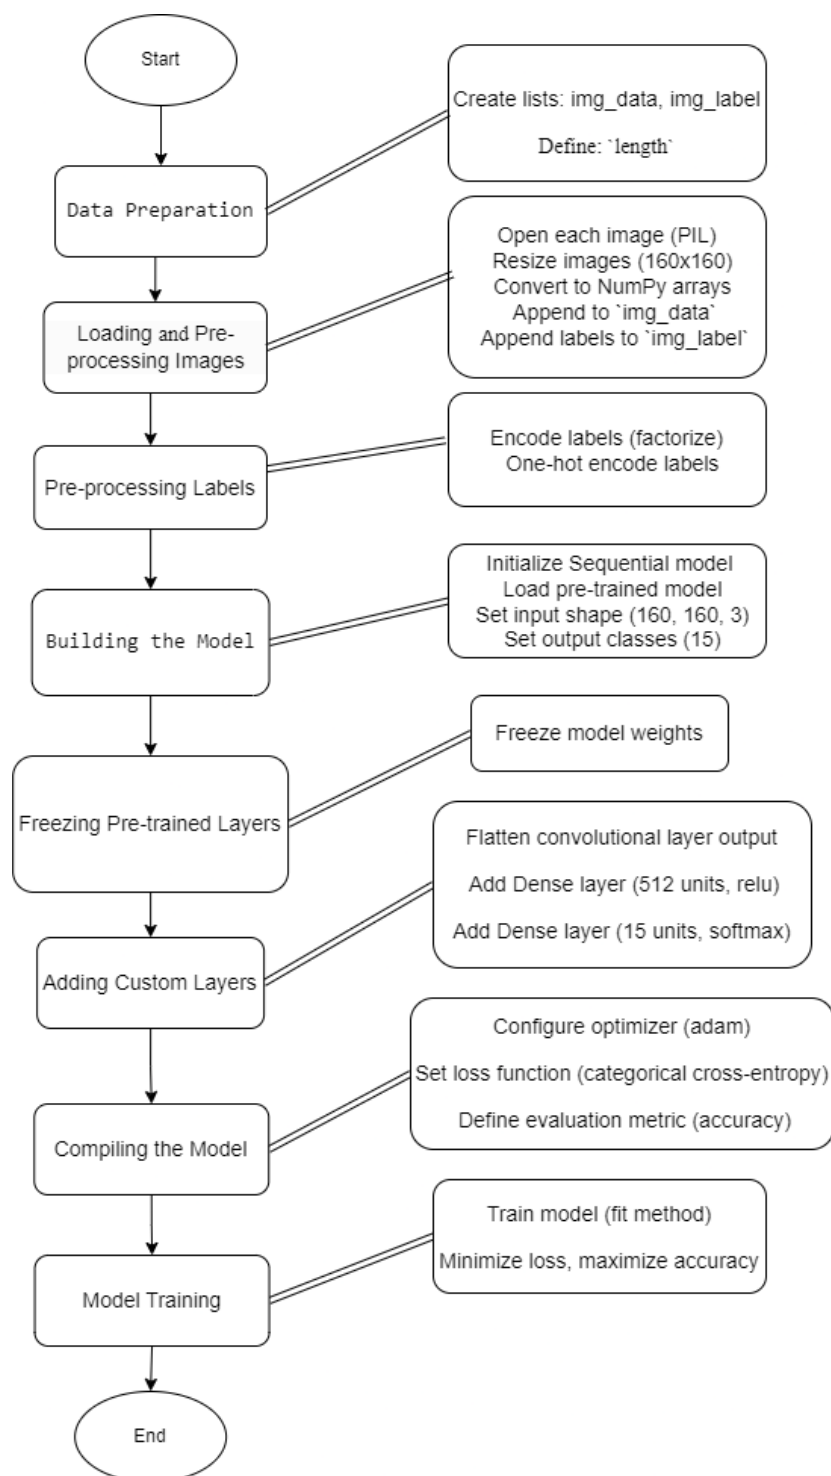 Start
Create lists: img_data, img_label
Define: `length`
Data Preparation
Open each image (PIL)
Resize images (160x160)
Convert to NumPy arrays
Append to `img_data`
Append labels to `img_label`
Loading and Pre-
processing Images
Encode labels (factorize)
One-hot encode labels
Pre-processing Labels
Initialize Sequential model
Load pre-trained model
Set input shape (160, 160, 3)
Set output classes (15)
Building the Model
Freeze model weights
Freezing Pre-trained Layers
Flatten convolutional layer output
Add Dense layer (512 units, relu)
Add Dense layer (15 units, softmax)
Adding Custom Layers
Configure optimizer (adam)
Set loss function (categorical cross-entropy)
Define evaluation metric (accuracy)
Compiling the Model
Train model (fit method)
Minimize loss, maximize accuracy
Model Training
End